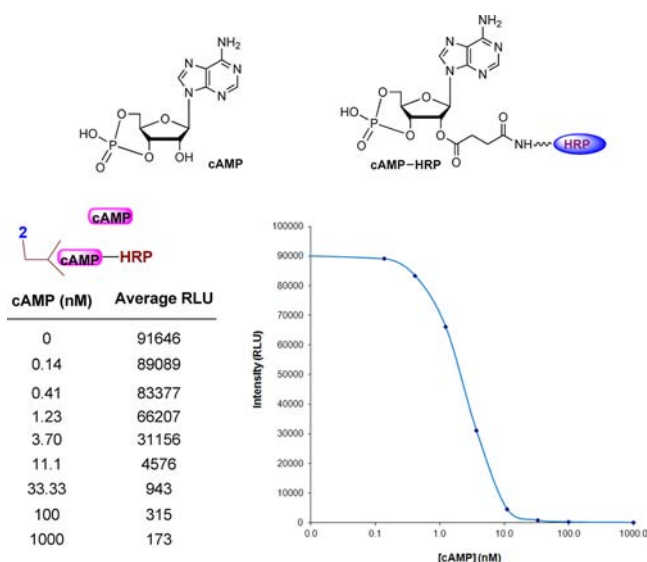 NH₂
N
N
N
N
O
O
HO
P
O
O
OH
cAMP
NH₂
N
N
N
N
O
O
HO
P
O
O
O
O
O
NH
HRP
cAMP–HRP
cAMP
2
cAMP
HRP
cAMP (nM) Average RLU
0 91646
0.14 89089
0.41 83377
1.23 66207
3.70 31156
11.1 4576
33.33 943
100 315
1000 173
Intensity (RLU)
100000
90000
80000
70000
60000
50000
40000
30000
20000
10000
0
0.0 0.1 1.0 10.0 100.0 1000.0
[cAMP] (nM)